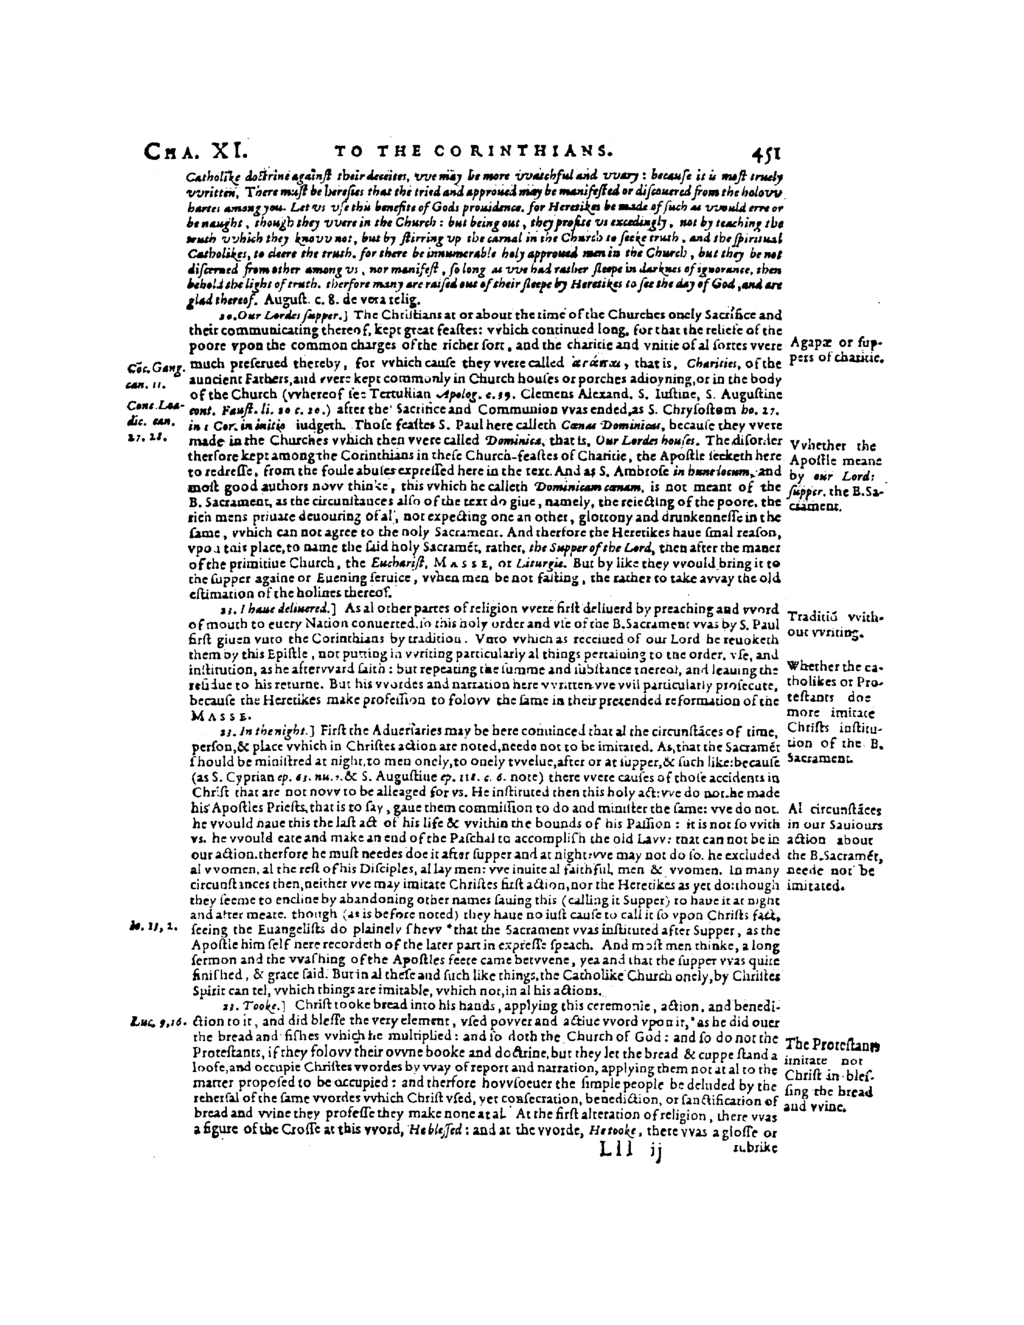 CHA. XI. TO THE CORINTHIANS. 451
Catholike doctrine against their deceites, vve may be more vvatchful and vvary : because it is most truely
vvritten, There must be heresies that the tried and approued may be manifested or discouered from the holovv
hartes among you. Let vs vse this benefite of Gods prouidence. for Heretikes be made of such as vvould erre or
be naught, though they vvere in the Church : but being out, they profite vs excedingly, not by teaching the
truth vvhich they knovv not, but by stirring vp the carnal in the Church to seeke truth, and the spiritual
Catholikes, to cleere the truth. for there be innumerable holy approued men in the Church, but they be not
discerned from other among vs, nor manifest, so long as vve had rather sleepe in darknes of ignorance, then
behold the light of truth. therfore many are raised out of their sleepe by Heretikes to see the day of God, and are
glad therof. August. c. 8. de vera relig.
20. Our Lordes supper.] The Christians at or about the time of the Churches onely Sacrifice and
their communicating thereof, kept great feastes: vvhich continued long, for that the reliefe of the
poore vpon the common charges of the richer sort, and the charitie and vnitie of al sortes vvere
much preserued thereby, for vvhich cause they vvere called ἀγάπαι, that is, Charities, of the
auncient Fathers, and vvere kept commonly in Church houses or porches adioyning, or in the body
of the Church (vvhereof see Tertullian Apolog. c. 39. Clemens Alexand. S. Iustine, S. Augustine
cont. Faust. li. 20 c. 20.) after the Sacrifice and Communion vvas ended, as S. Chrysostom ho. 27.
in 1 Cor. in initio iudgeth. Those feastes S. Paul here calleth Cœnas Dominicas, because they vvere
made in the Churches vvhich then vvere called Dominicæ, that is, Our Lordes houses. The disorder
therfore kept among the Corinthians in these Church-feastes of Charitie, the Apostle seeketh here
to redresse, from the foule abuses expressed here in the text. And as S. Ambrose in hunc locum, and
most good authors novv thinke, this vvhich he calleth Dominicam cœnam, is not meant of the
B. Sacrament, as the circunstances also of the text do giue, namely, the reiecting of the poore, the
rich mens priuate deuouring of al, not expecting one an other, glottony and drunkennesse in the
same, vvhich can not agree to the holy Sacrament. And therfore the Heretikes haue smal reason,
vpon this place, to name the said holy Sacramēt, rather, the Supper of the Lord, then after the maner
of the primitiue Church, the Eucharist, MASSE, or Liturgie. But by like they vvould bring it to
the supper againe or Euening seruice, vvhen men be not fasting, the rather to take avvay the old
estimation of the holines thereof.
23. I haue deliuered.] As al other partes of religion vvere first deliuerd by preaching and vvord
of mouth to euery Nation conuerted, so this holy order and vse of the B. Sacrament vvas by S. Paul
first giuen vnto the Corinthians by tradition. Vnto vvhich as receiued of our Lord he reuoketh
them by this Epistle, not putting in vvriting particularly al things pertaining to the order, vse, and
institution, as he aftervvard saith : but repeating the summe and substance thereof, and leauing the
residue to his returne. But his vvordes and narration here vvritten vve vvil particularly prosecute,
because the Heretikes make profession to folovv the same in their pretended reformation of the
MASSE.
23. In the night.] First the Aduersaries may be here conuinced that al the circunstāces of time,
person, & place vvhich in Christes action are noted, neede not to be imitated. As, that the Sacramēt
should be ministred at night, to men onely, to onely tvvelue, after or at supper, & such like: because
(as S. Cyprian ep. 63. nu. 7. & S. Augustine ep. 118. c. 6. note) there vvere causes of those accidents in
Christ that are not novv to be alleaged for vs. He instituted then this holy act: vve do not. he made
his Apostles Priests, that is to say, gaue them commission to do and minister the same: vve do not.
he vvould haue this the last act of his life & vvithin the bounds of his Passion : it is not so vvith
vs. he vvould eate and make an end of the Paschal to accomplish the old Lavv: that can not be in
our action. therfore he must needes doe it after supper and at night: vve may not do so. he excluded
al vvomen, al the rest of his Disciples, al lay men: vve inuite al faithful, men & vvomen. In many
circunstances then, neither vve may imitate Christes first action, nor the Heretikes as yet do: though
they seeme to encline by abandoning other names sauing this (calling it Supper) to haue it at night
and after meate. though (as is before noted) they haue no iust cause to call it so vpon Christs fact,
seeing the Euangelists do plainely shevv *that the Sacrament vvas instituted after Supper, as the
Apostle him self here recordeth of the later part in expresse speach. And most men thinke, a long
sermon and the vvashing of the Apostles feete came betvvene, yea and that the supper vvas quite
finished, & grace said. But in al these and such like things, the Catholike Church onely, by Christes
Spirit can tel, vvhich things are imitable, vvhich not, in al his actions.
23. Tooke.] Christ tooke bread into his hands, applying this ceremonie, action, and benedi-
ction to it, and did blesse the very element, vsed povver and actiue vvord vpon it, *as he did ouer
the bread and fishes vvhich he multiplied: and so doth the Church of God: and so do not the
Protestants, if they folovv their ovvne booke and doctrine, but they let the bread & cuppe stand a
loofe, and occupie Christes vvordes by vvay of report and narration, applying them not at al to the
matter proposed to be occupied : and therfore hovvsoeuer the simple people be deluded by the
rehersal of the same vvordes vvhich Christ vsed, yet consecration, benediction, or sanctification of
bread and vvine they professe they make none at al. At the first alteration of religion, there vvas
a figure of the Crosse at this vvord, He blessed : and at the vvorde, He tooke, there vvas a glosse or
Lll ij rubrike
Cōc. Gang.
can. 11.
Conc. Lao-
dic. can.
27. 28.
Io. 13, 2.
Luc. 9, 16.
Agapæ or sup-
pers of charitie.
Vvhether the
Apostle meane
by our Lordes
supper, the B. Sa-
crament.
Traditiō vvith-
out vvriting.
Whether the ca-
tholikes or Pro-
testants doe
more imitate
Christs institu-
tion of the B.
Sacrament.
Al circunstāces
in our Sauiours
action about
the B. Sacramēt,
neede not be
imitated.
The Protestants
imitate not
Christ in bles-
sing the bread
and vvine.